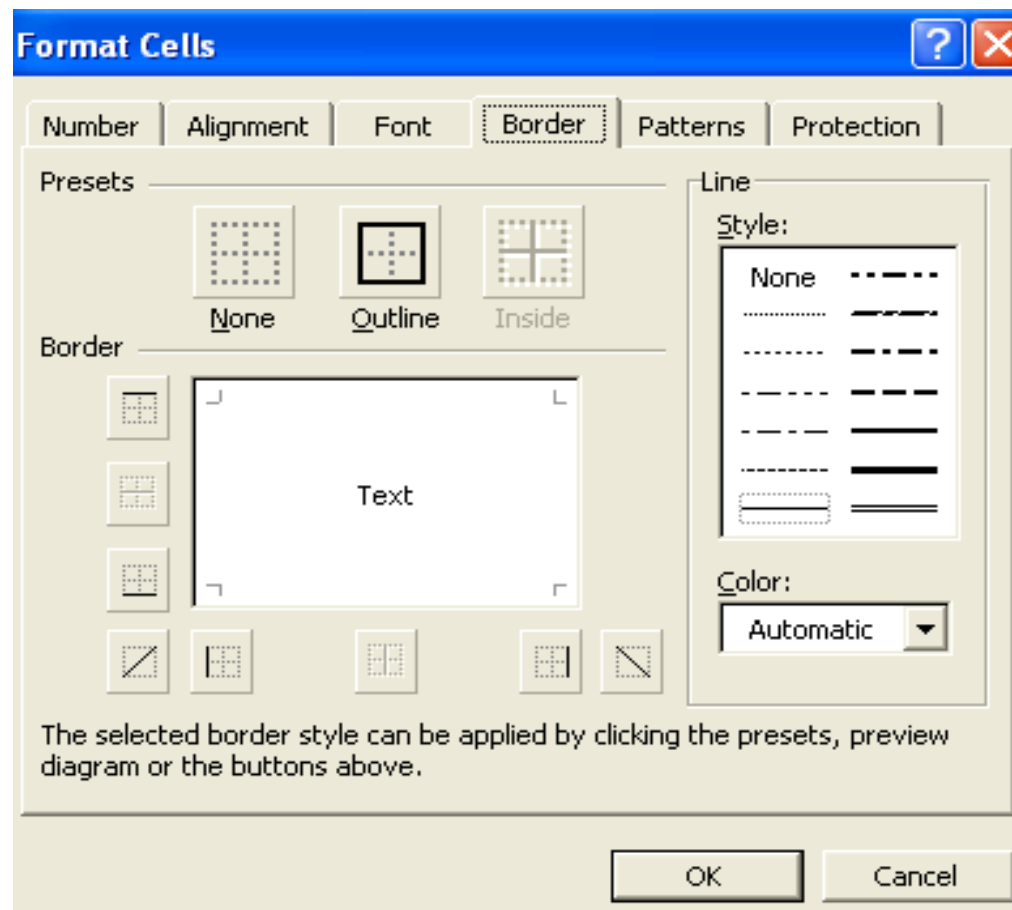 Format Cells
Number Alignment Font Border Patterns Protection
Presets
None Outline Inside
Border
Text
Line
Style:
None
Color:
Automatic
The selected border style can be applied by clicking the presets, preview
diagram or the buttons above.
OK Cancel